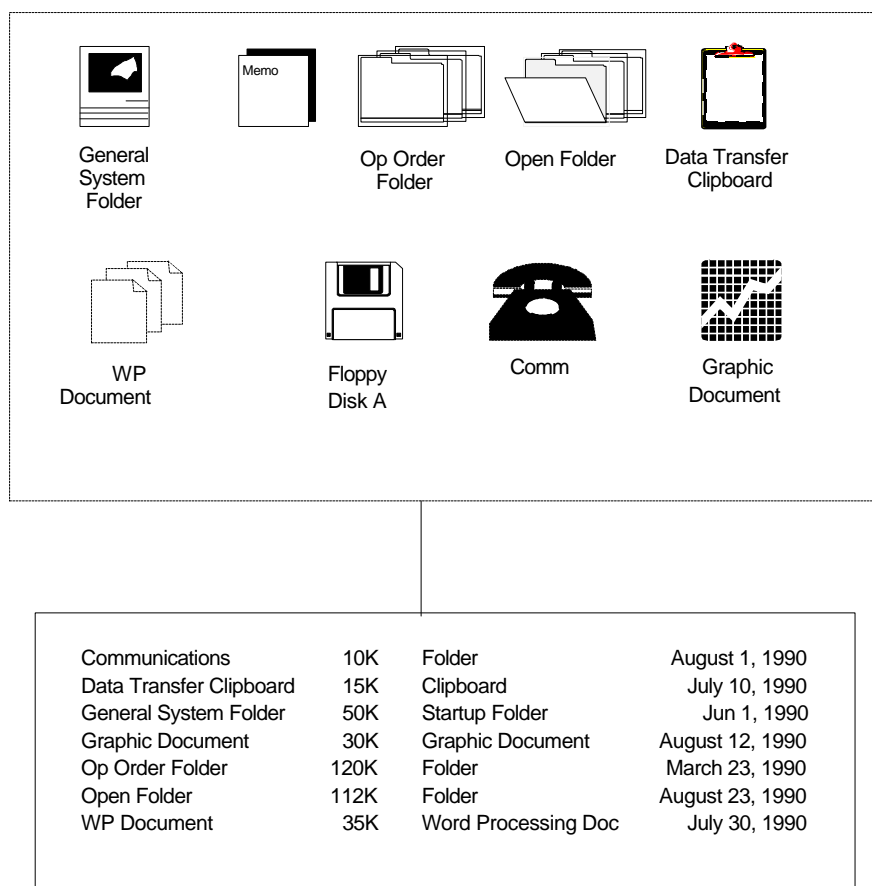 Memo
General
System
Folder
Op Order
Folder
Open Folder
Data Transfer
Clipboard
WP
Document
Floppy
Disk A
Comm
Graphic
Document
Communications 10K Folder August 1, 1990
Data Transfer Clipboard 15K Clipboard July 10, 1990
General System Folder 50K Startup Folder Jun 1, 1990
Graphic Document 30K Graphic Document August 12, 1990
Op Order Folder 120K Folder March 23, 1990
Open Folder 112K Folder August 23, 1990
WP Document 35K Word Processing Doc July 30, 1990